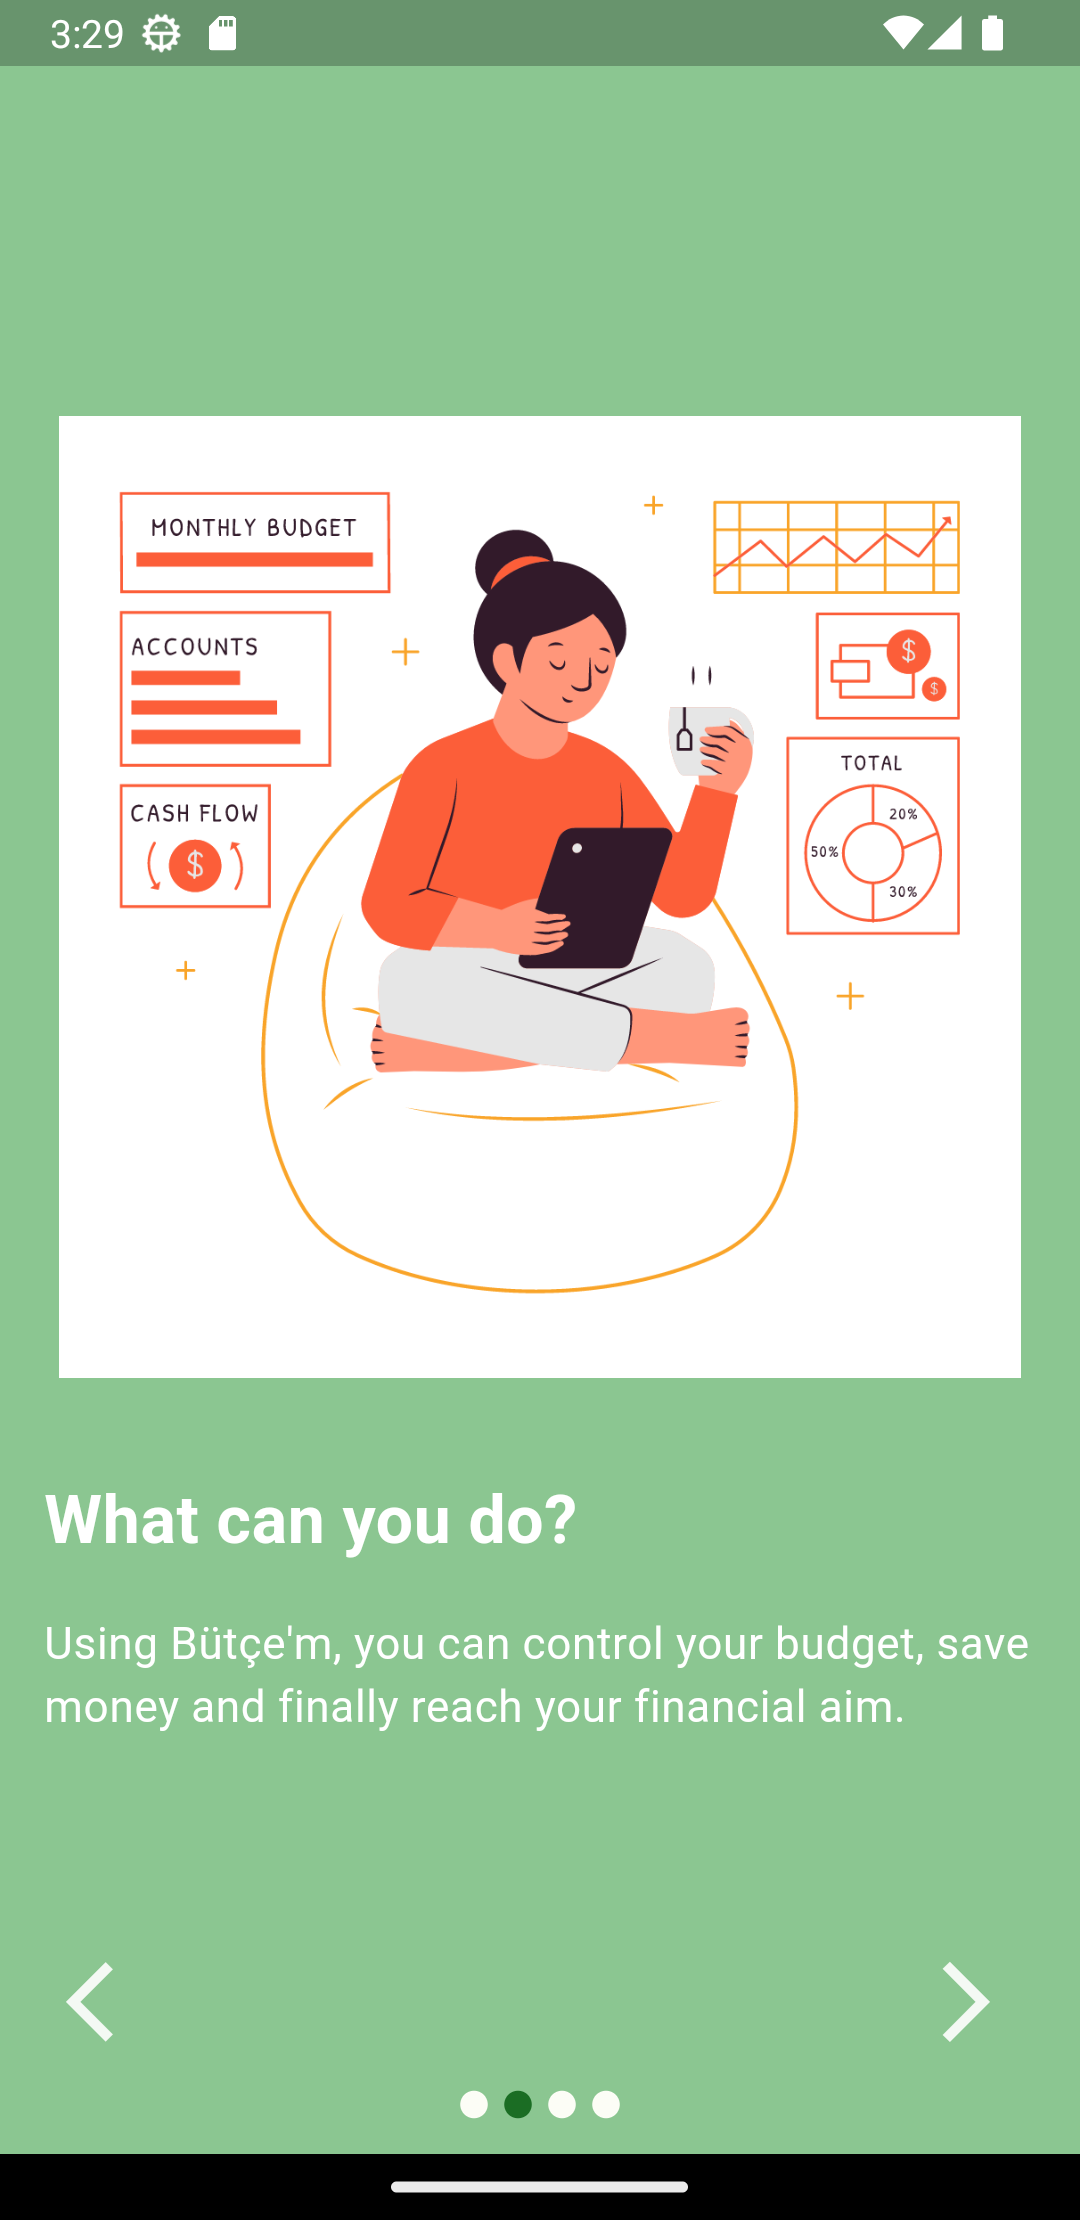 3:29
MONTHLY BUDGET
ACCOUNTS
$
$
CASH FLOW
$
TOTAL
20%
50%
30%
What can you do?
Using Bütçe'm, you can control your budget, save
money and finally reach your financial aim.